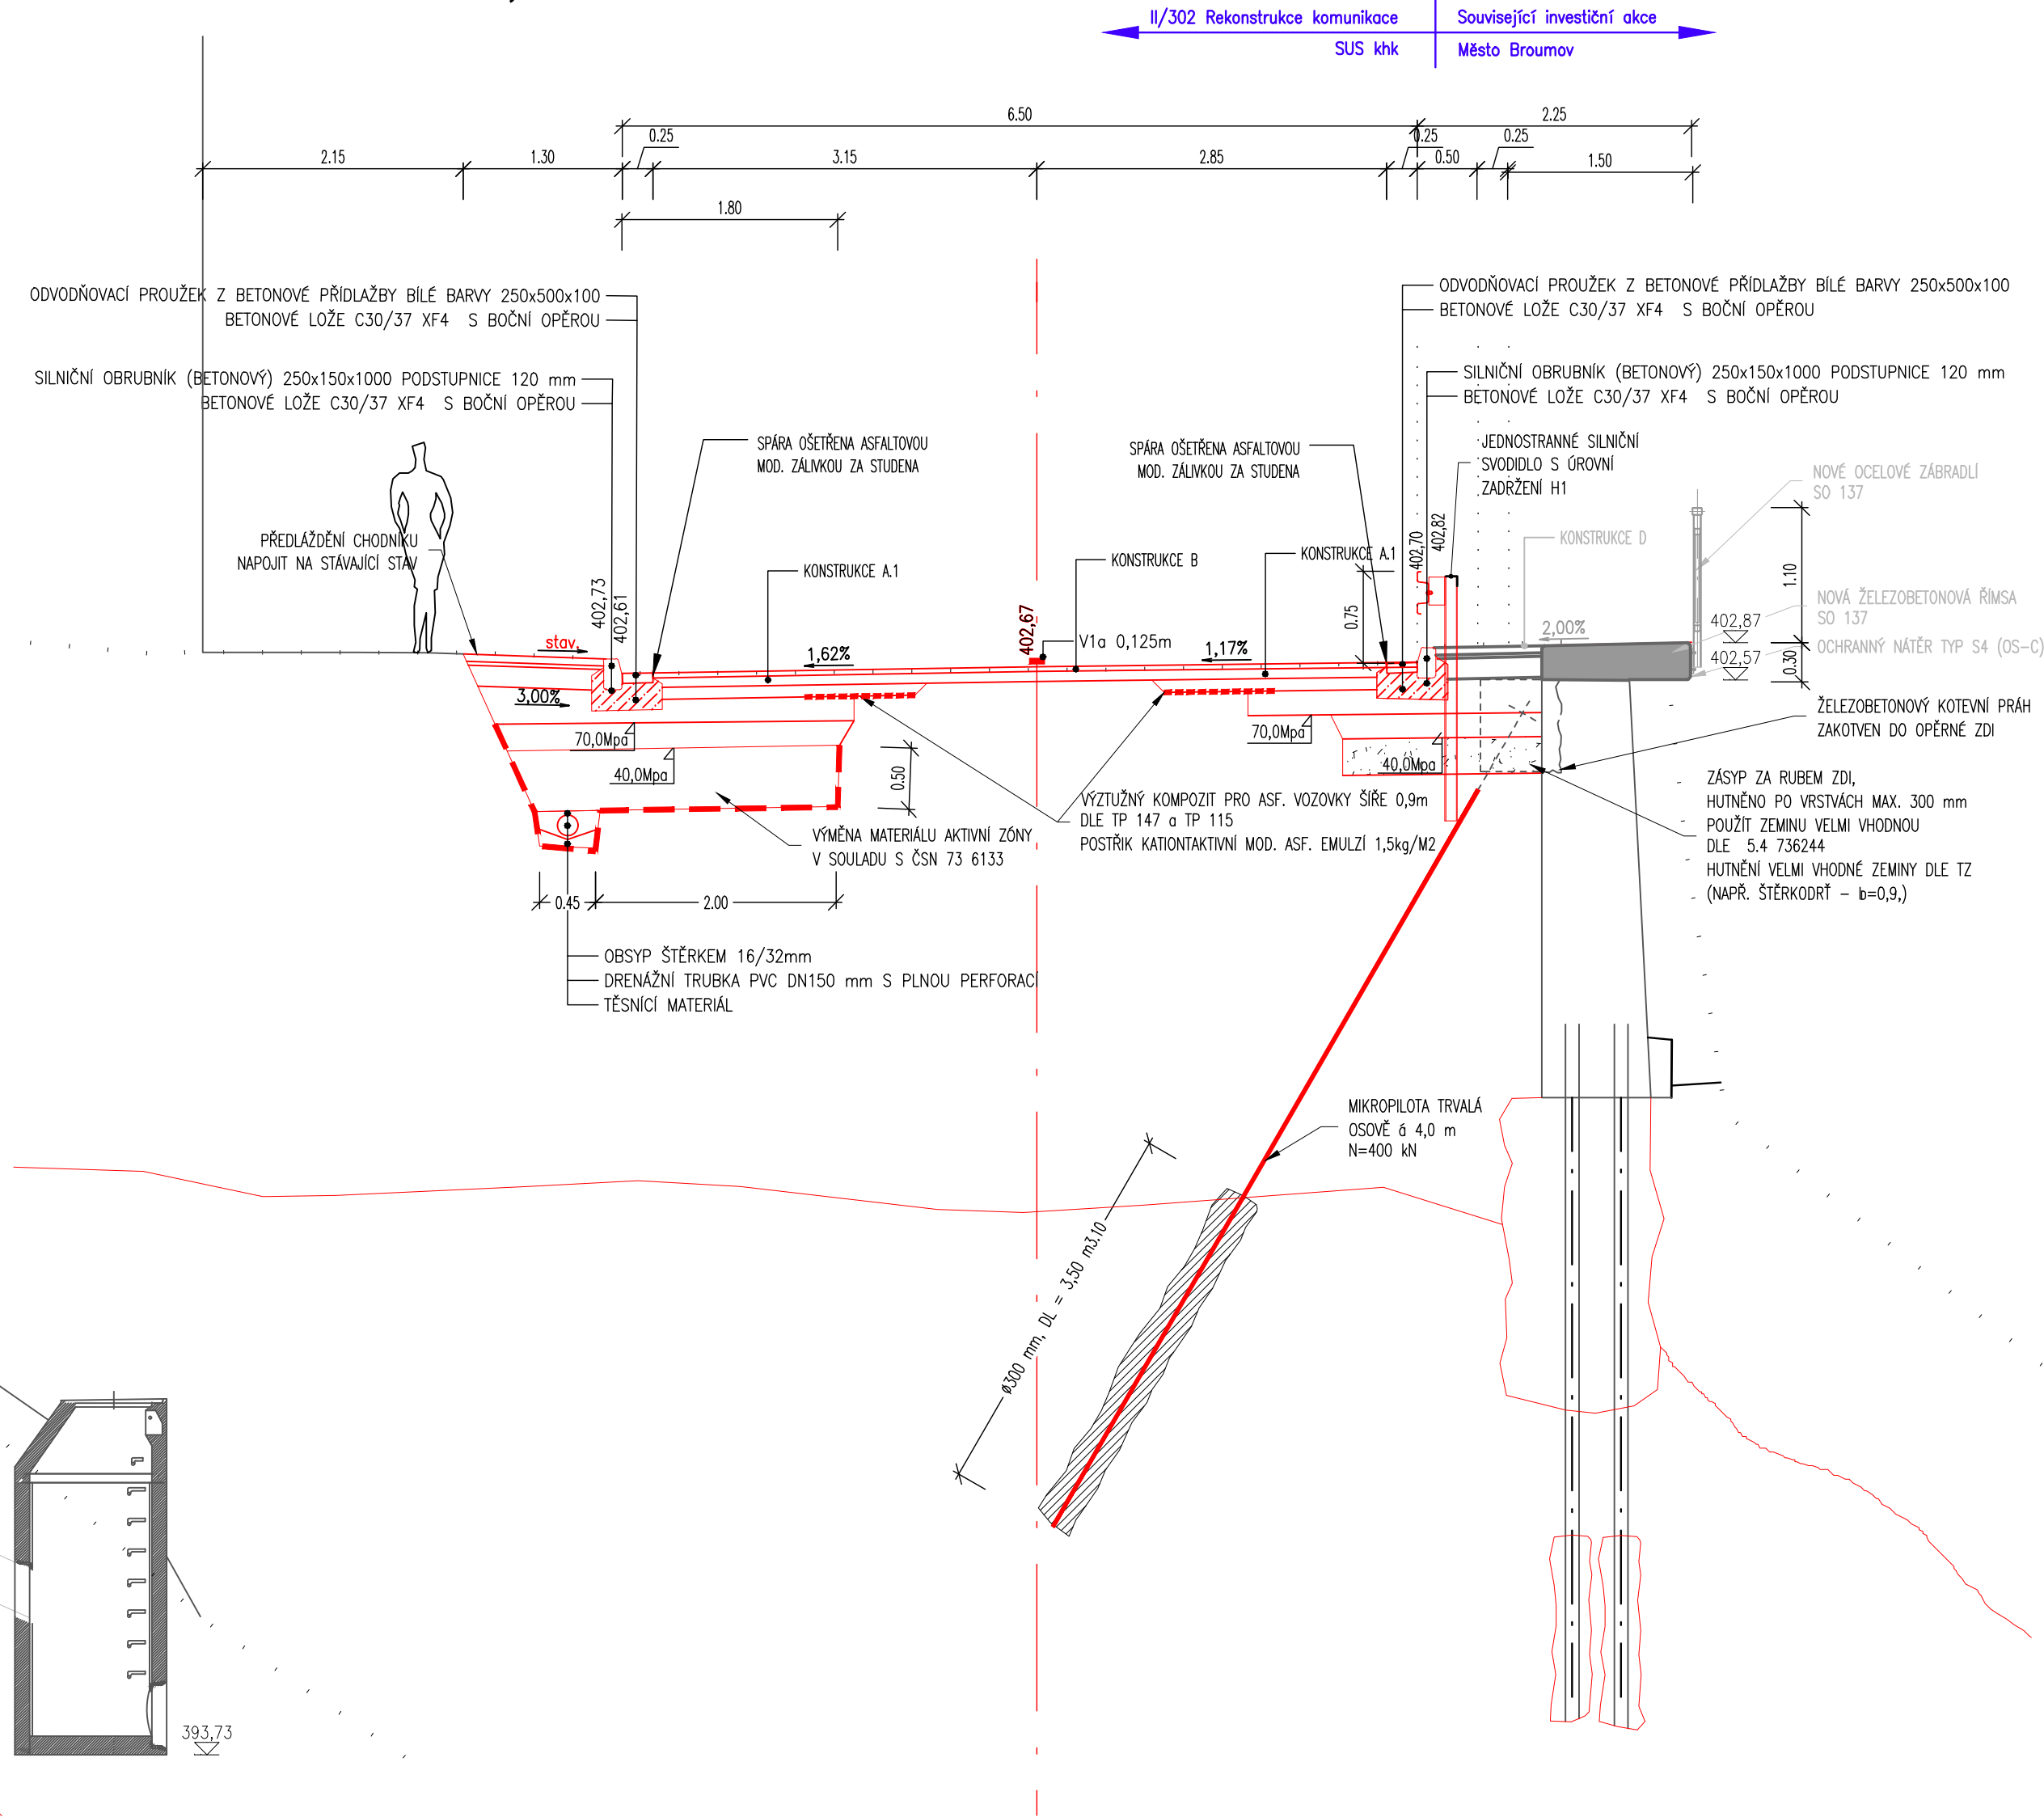 II/302 Rekonstrukce komunikace
Související investiční akce
SUS khk
Město Broumov
6.50
2.25
0.25
0.25
0.25
2.15
1.30
3.15
2.85
0.50
1.50
1.80
ODVODŇOVACÍ PROUŽEK Z BETONOVÉ PŘÍDLAŽBY BÍLÉ BARVY 250x500x100
BETONOVÉ LOŽE C30/37 XF4 S BOČNÍ OPĚROU
SILNIČNÍ OBRUBNÍK (BETONOVÝ) 250x150x1000 PODSTUPNICE 120 mm
BETONOVÉ LOŽE C30/37 XF4 S BOČNÍ OPĚROU
ODVODŇOVACÍ PROUŽEK Z BETONOVÉ PŘÍDLAŽBY BÍLÉ BARVY 250x500x100
BETONOVÉ LOŽE C30/37 XF4 S BOČNÍ OPĚROU
SILNIČNÍ OBRUBNÍK (BETONOVÝ) 250x150x1000 PODSTUPNICE 120 mm
BETONOVÉ LOŽE C30/37 XF4 S BOČNÍ OPĚROU
SPÁRA OŠETŘENA ASFALTOVOU
MOD. ZÁLIVKOU ZA STUDENA
SPÁRA OŠETŘENA ASFALTOVOU
MOD. ZÁLIVKOU ZA STUDENA
JEDNOSTRANNÉ SILNIČNÍ
SVODIDLO S ÚROVNÍ
ZADRŽENÍ H1
NOVÉ OCELOVÉ ZÁBRADLÍ
SO 137
PŘEDLÁŽDĚNÍ CHODNÍKU
NAPOJIT NA STÁVAJÍCÍ STAV
KONSTRUKCE A.1
KONSTRUKCE B
KONSTRUKCE A.1
KONSTRUKCE D
402,73
402,61
402,67
402,70
402,82
0.75
1.10
NOVÁ ŽELEZOBETONOVÁ ŘÍMSA
SO 137
402,87
OCHRANNÝ NÁTĚR TYP S4 (OS-C)
402,57
0.30
stav.
1,62%
V1a 0,125m
1,17%
2,00%
3,00%
70,0Mpa
40,0Mpa
0.50
70,0Mpa
40,0Mpa
ŽELEZOBETONOVÝ KOTEVNÍ PRÁH
ZAKOTVEN DO OPĚRNÉ ZDI
VÝMĚNA MATERIÁLU AKTIVNÍ ZÓNY
V SOULADU S ČSN 73 6133
VÝZTUŽNÝ KOMPOZIT PRO ASF. VOZOVKY ŠÍŘE 0,9m
DLE TP 147 a TP 115
POSTŘIK KATIONTAKTIVNÍ MOD. ASF. EMULZÍ 1,5kg/M2
ZÁSYP ZA RUBEM ZDI,
HUTNĚNO PO VRSTVÁCH MAX. 300 mm
POUŽÍT ZEMINU VELMI VHODNOU
DLE 5.4 736244
HUTNĚNÍ VELMI VHODNÉ ZEMINY DLE TZ
(NAPŘ. ŠTĚRKODRŤ - Ib=0,9,)
0.45
2.00
OBSYP ŠTĚRKEM 16/32mm
DRENÁŽNÍ TRUBKA PVC DN150 mm S PLNOU PERFORACÍ
TĚSNÍCÍ MATERIÁL
MIKROPILOTA TRVALÁ
OSOVĚ á 4,0 m
N=400 kN
ø300 mm, DL = 3,50 m3.10
393,73